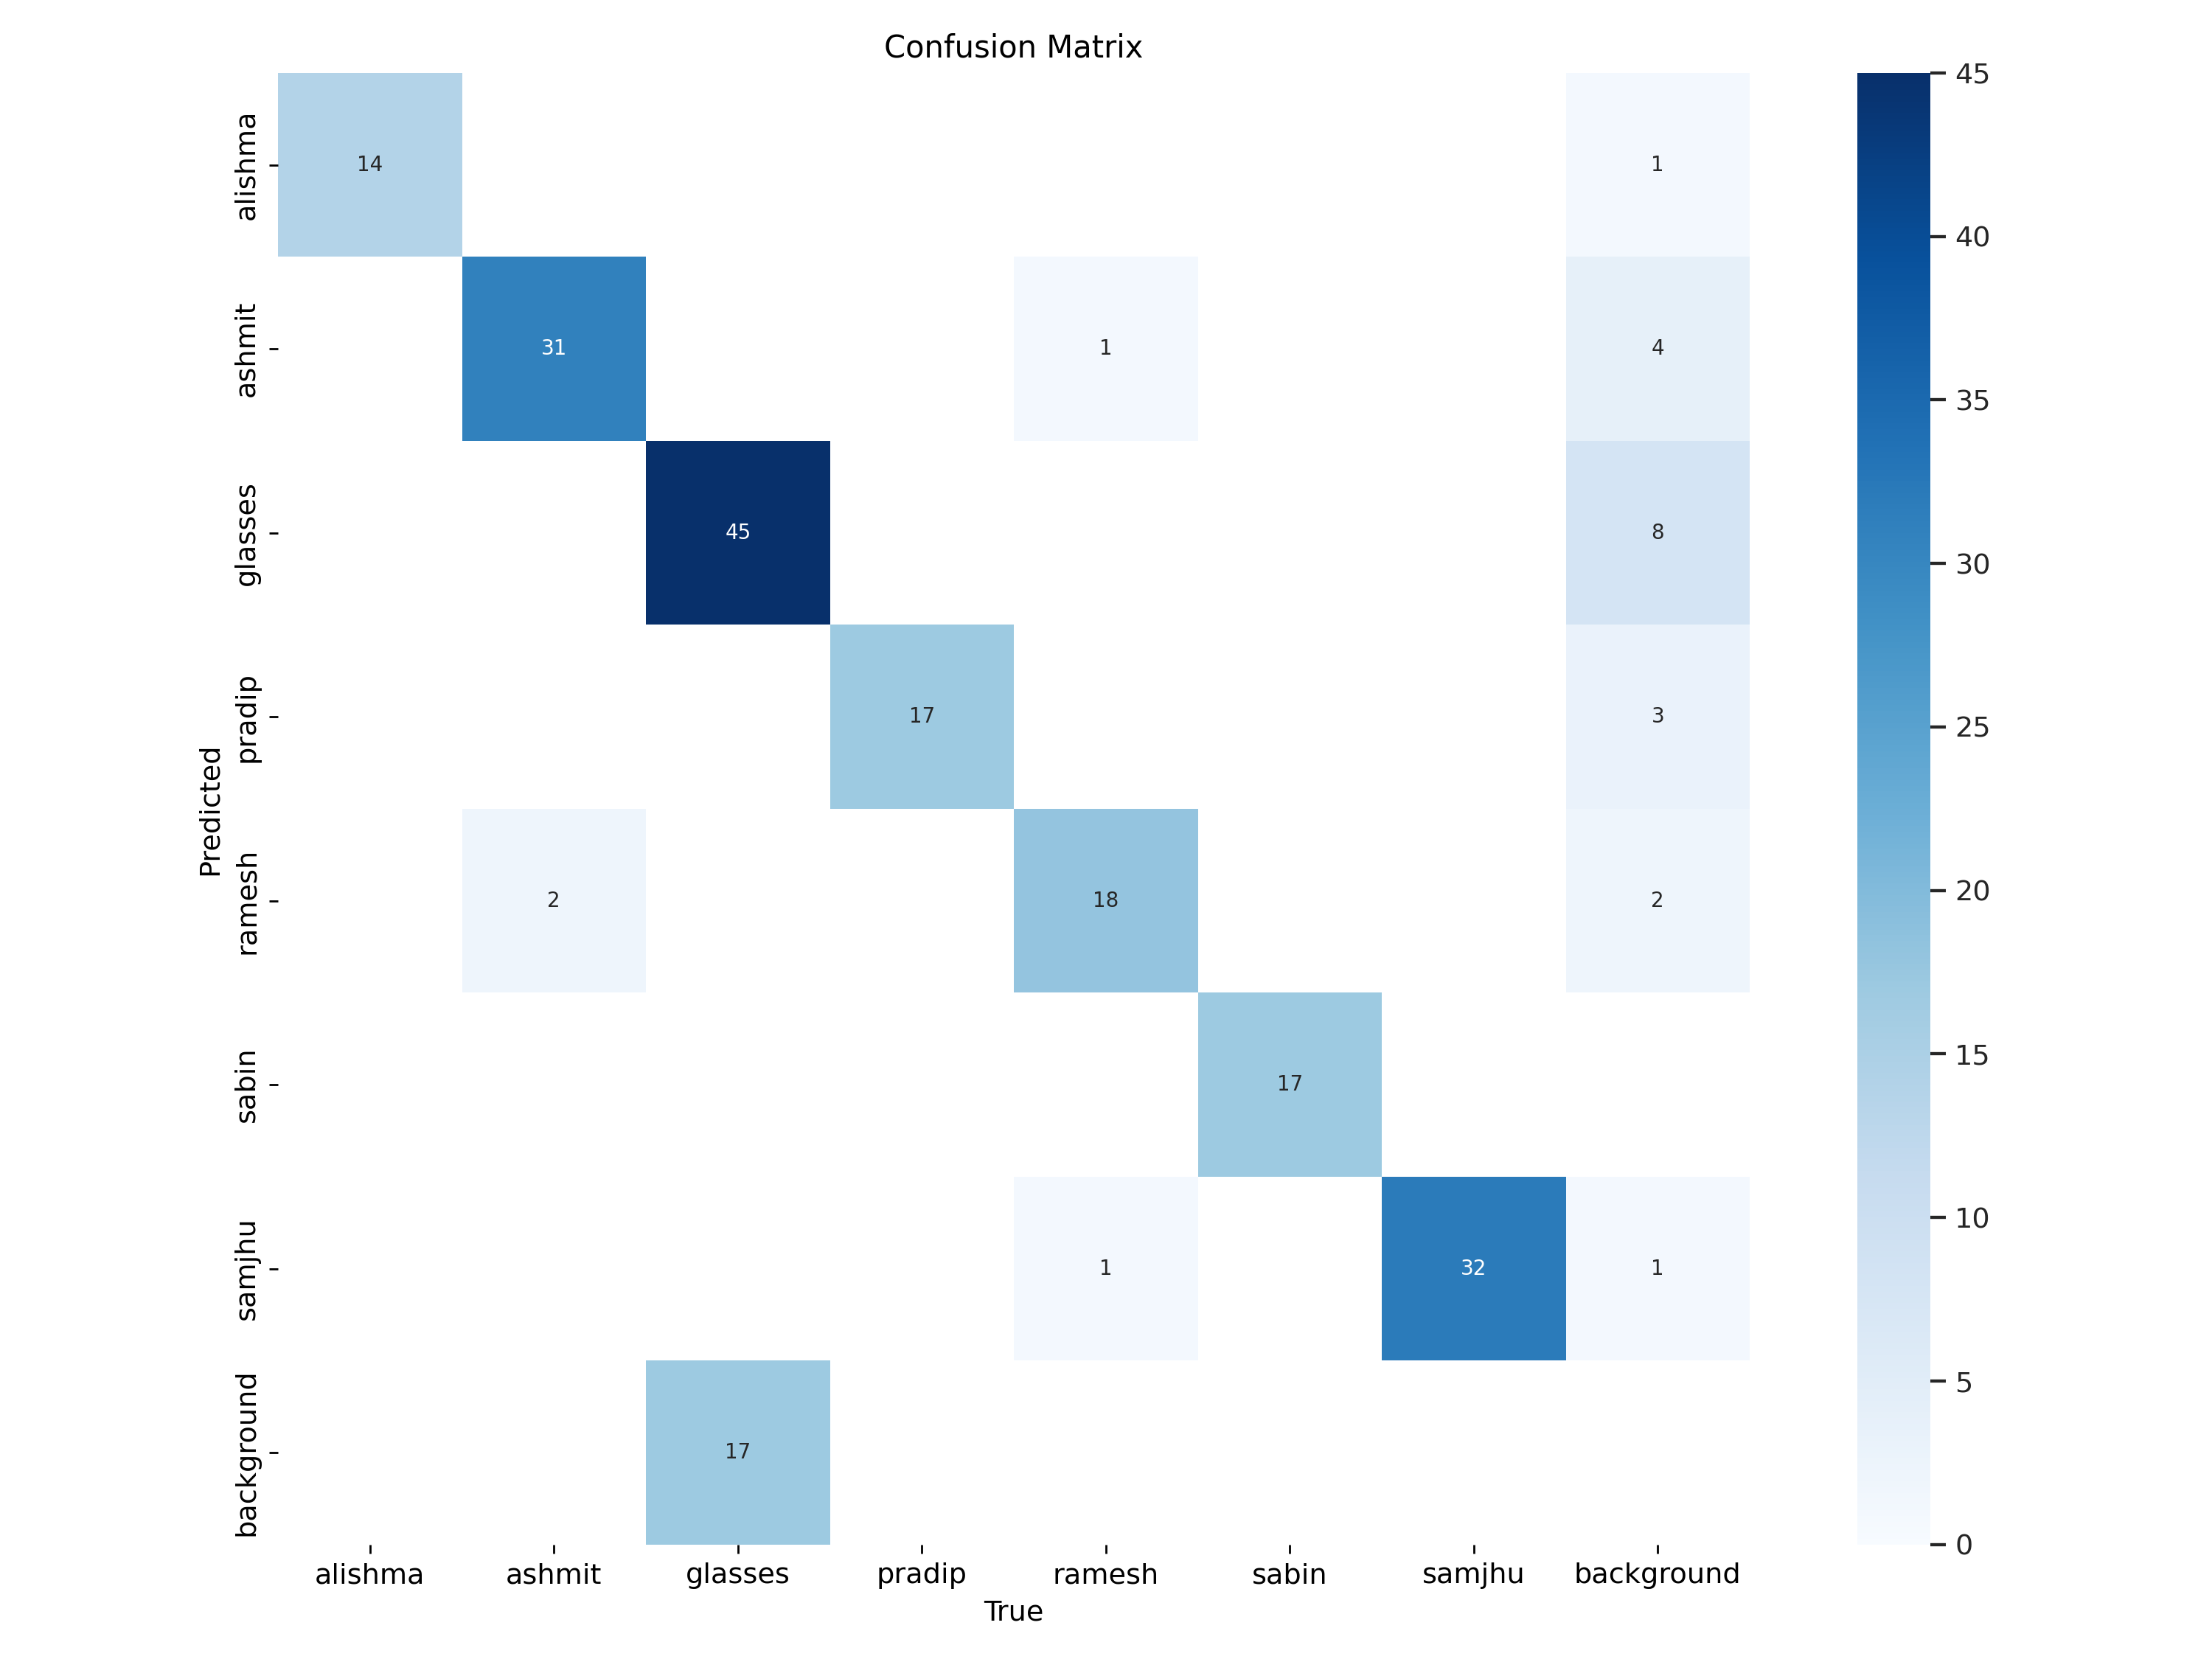 Confusion Matrix
alishma
14
1
ashmit
31
1
4
glasses
45
8
pradip
17
3
ramesh
2
18
2
sabin
17
samjhu
1
32
1
background
17
Predicted
alishma ashmit glasses pradip ramesh sabin samjhu background
True
45
40
35
30
25
20
15
10
5
0